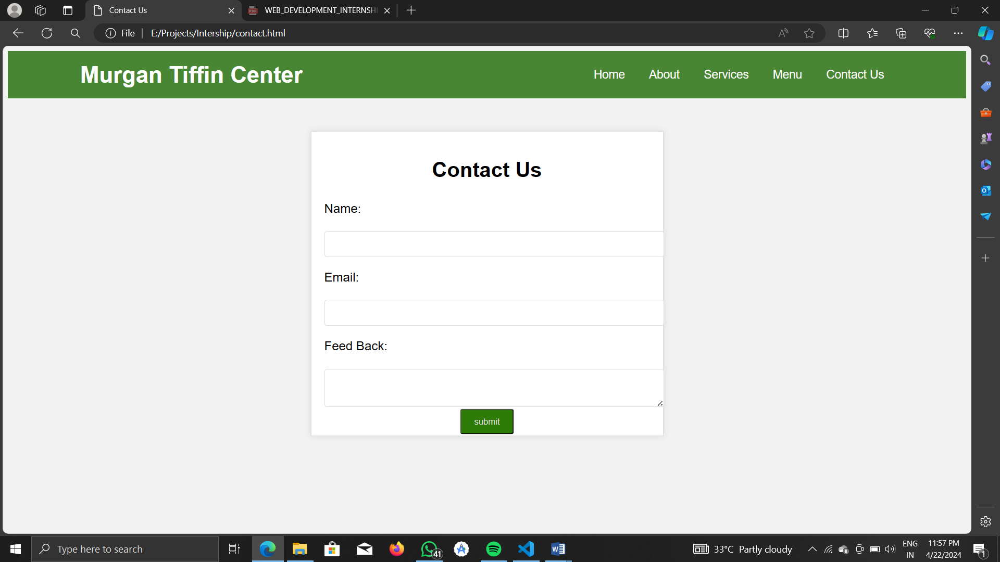 Contact Us
WEB_DEVELOPMENT_INTERNSHI
File
E:/Projects/Intership/contact.html
Murgan Tiffin Center
Home
About
Services
Menu
Contact Us
Contact Us
Name:
Email:
Feed Back:
submit
Type here to search
41
33°C Partly cloudy
ENG
IN
11:57 PM
4/22/2024
1